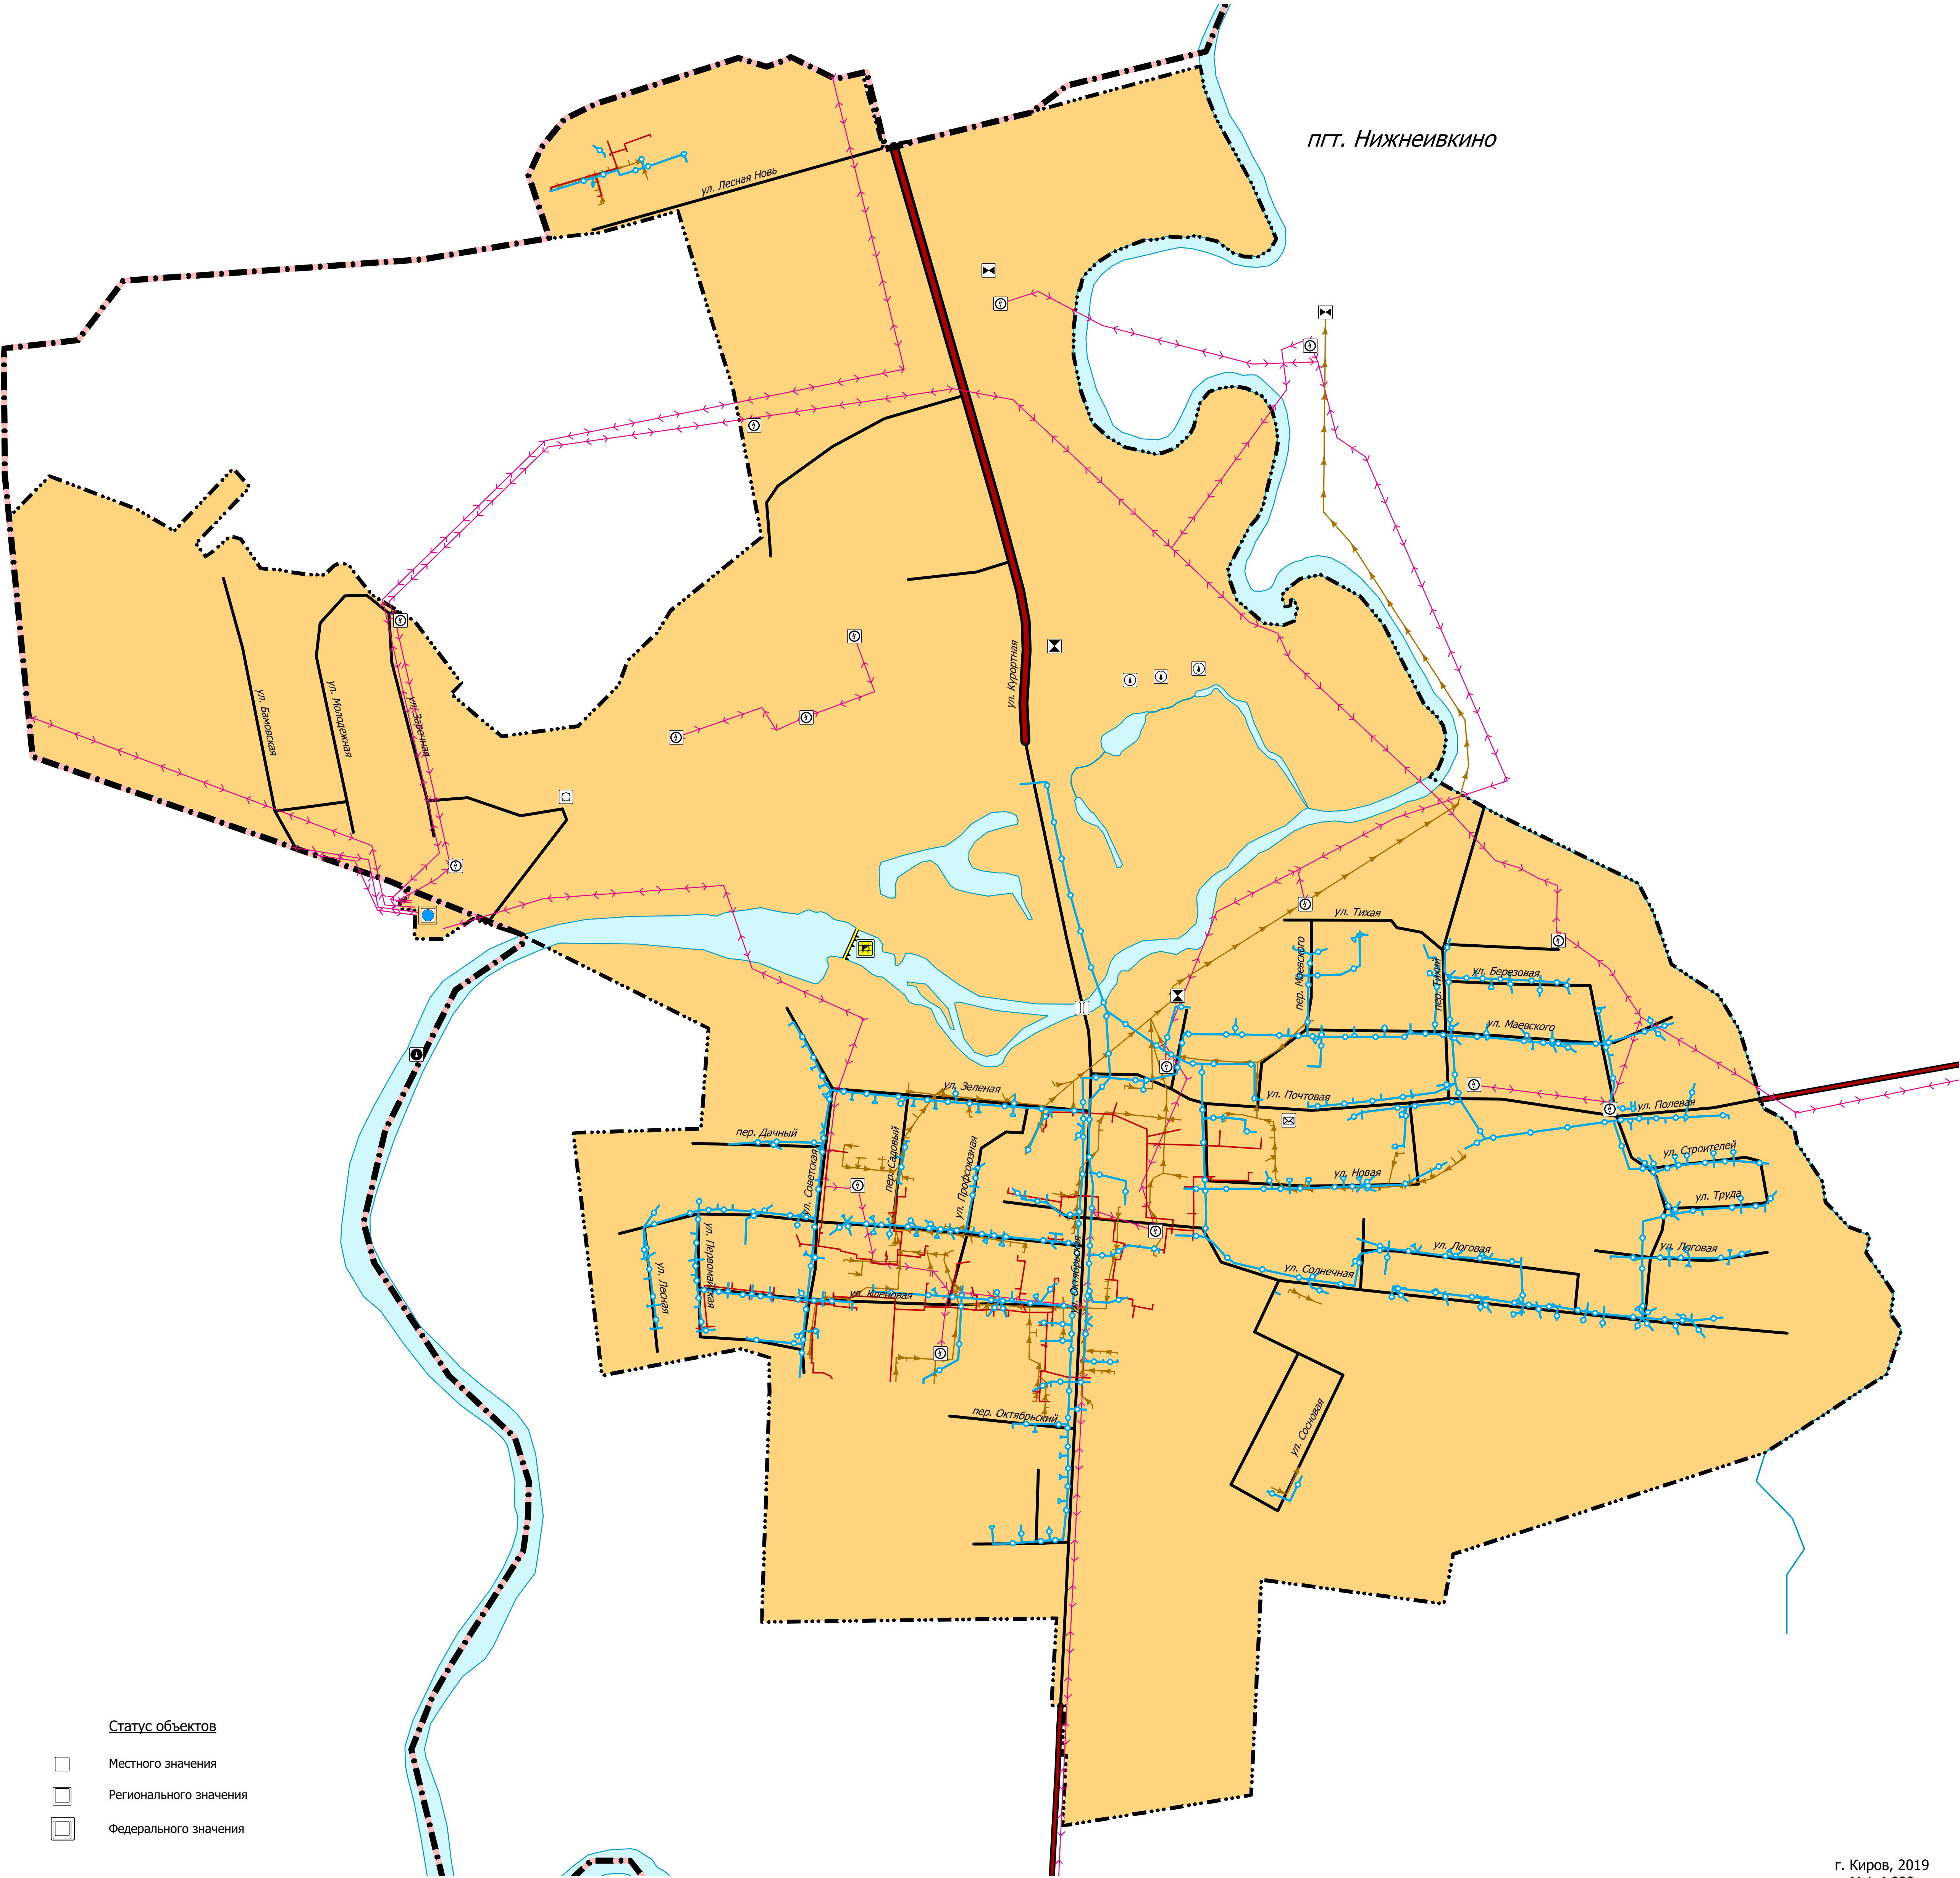 пгт. Нижнеивкино
ул. Лесная Новь
ул. Курортная
ул. Бамовская
ул. Молодежная
ул. Заречная
ул. Тихая
пер. Маевского
пер. Тихий
ул. Березовая
ул. Маевского
ул. Зеленая
ул. Почтовая
ул. Полевая
пер. Дачный
ул. Советская
пер. Садовый
ул. Профсоюзная
ул. Строителей
ул. Новая
ул. Труда
ул. Лесная
ул. Первомайская
ул. Октябрьская
ул. Логовая
ул. Логовая
ул. Солнечная
ул. Кленовая
пер. Октябрьский
ул. Сосновая
Статус объектов
Местного значения
Регионального значения
Федерального значения
г. Киров, 2019